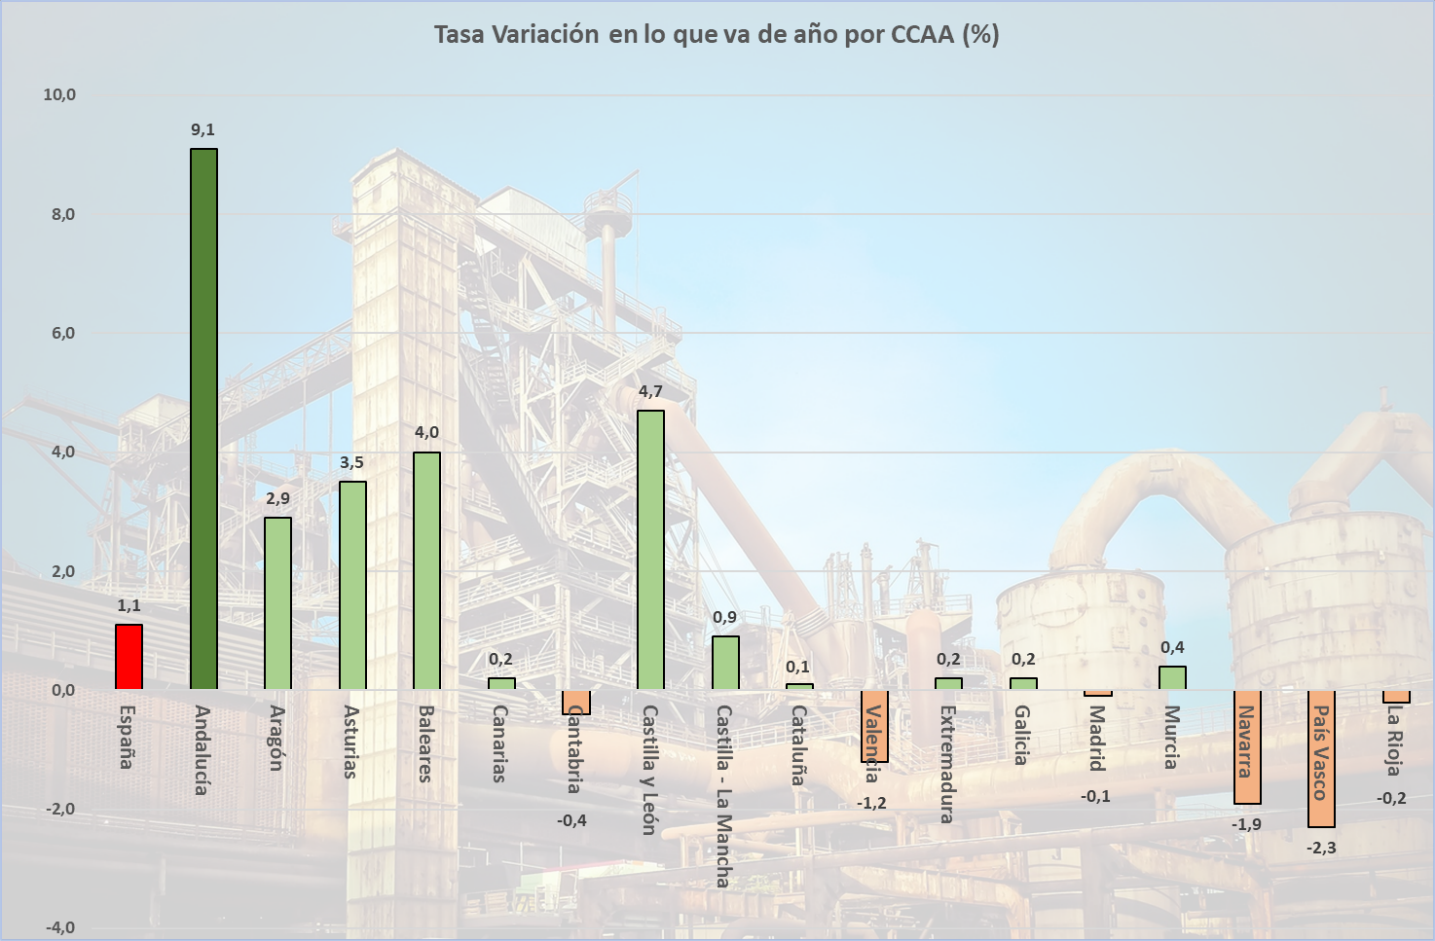 Tasa Variación en lo que va de año por CCAA (%)
10,0
8,0
6,0
4,0
2,0
0,0
-2,0
-4,0
1,1
9,1
2,9
3,5
4,0
0,2
-0,4
4,7
0,9
0,1
-1,2
0,2
0,2
-0,1
0,4
-1,9
-2,3
-0,2
España
Andalucía
Aragón
Asturias
Baleares
Canarias
Cantabria
Castilla y León
Castilla - La Mancha
Cataluña
Valencia
Extremadura
Galicia
Madrid
Murcia
Navarra
País Vasco
La Rioja